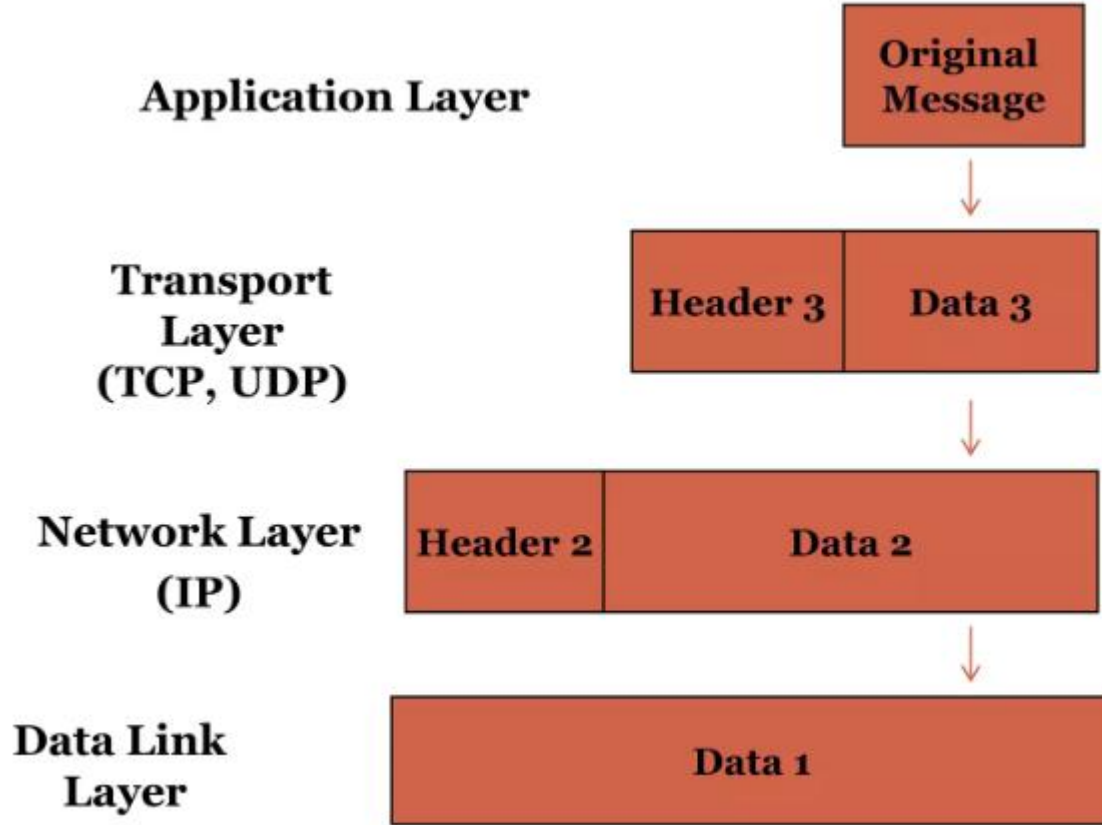 Application Layer
Original
Message
Transport
Layer
(TCP, UDP)
Header 3
Data 3
Network Layer
(IP)
Header 2
Data 2
Data Link
Layer
Data 1